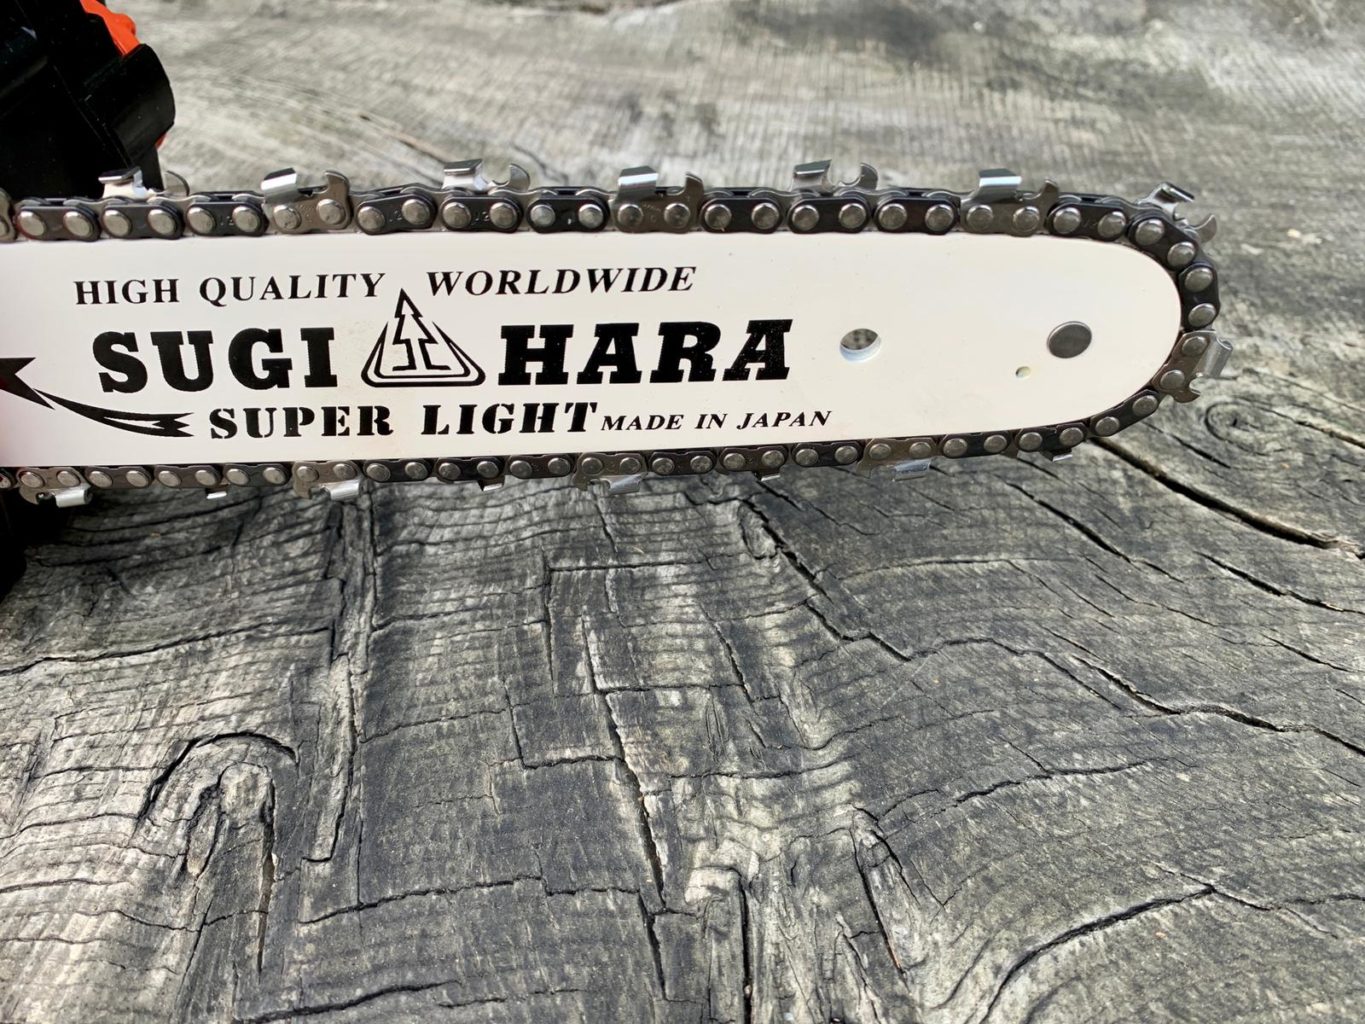 HIGH QUALITY WORLDWIDE
SUGI HARA
SUPER LIGHT MADE IN JAPAN